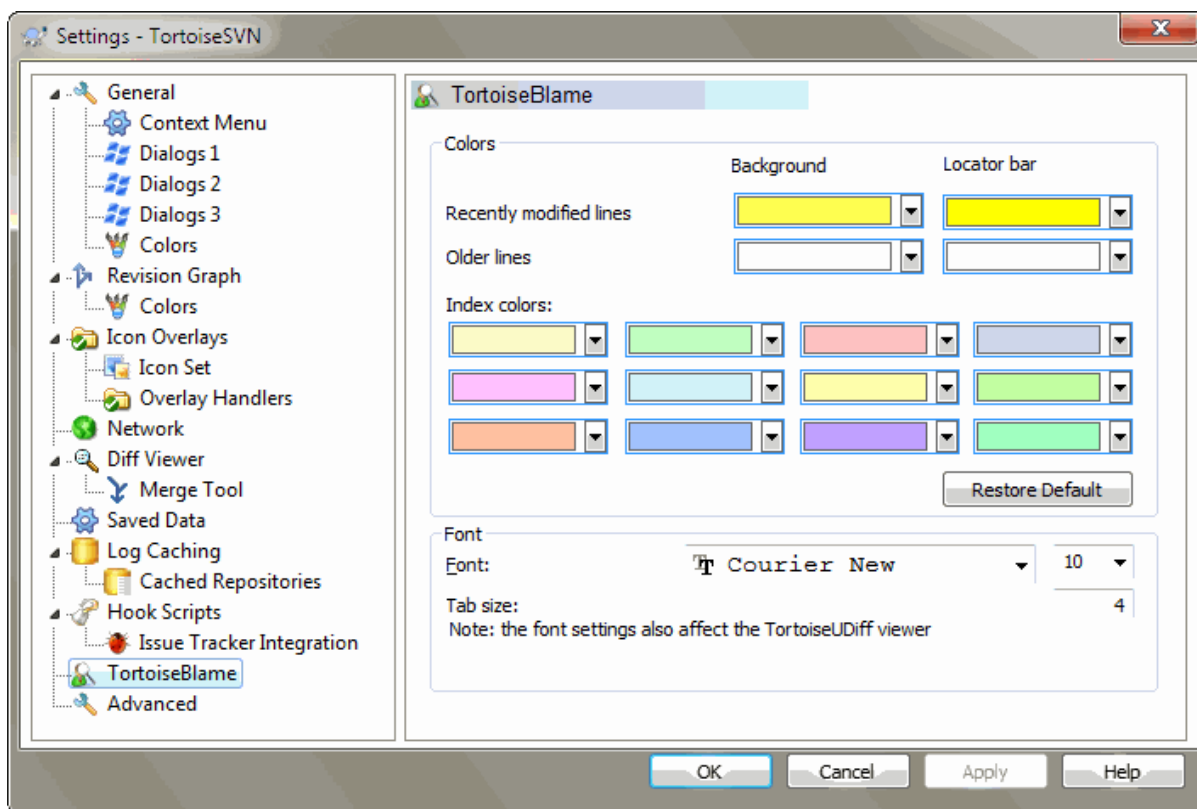 Settings - TortoiseSVN
General
Context Menu
Dialogs 1
Dialogs 2
Dialogs 3
Colors
Revision Graph
Colors
Icon Overlays
Icon Set
Overlay Handlers
Network
Diff Viewer
Merge Tool
Saved Data
Log Caching
Cached Repositories
Hook Scripts
Issue Tracker Integration
TortoiseBlame
Advanced
TortoiseBlame
Colors
Background Locator bar
Recently modified lines
Older lines
Index colors:
Restore Default
Font
Font: Courier New 10
Tab size: 4
Note: the font settings also affect the TortoiseUDiff viewer
OK Cancel Apply Help